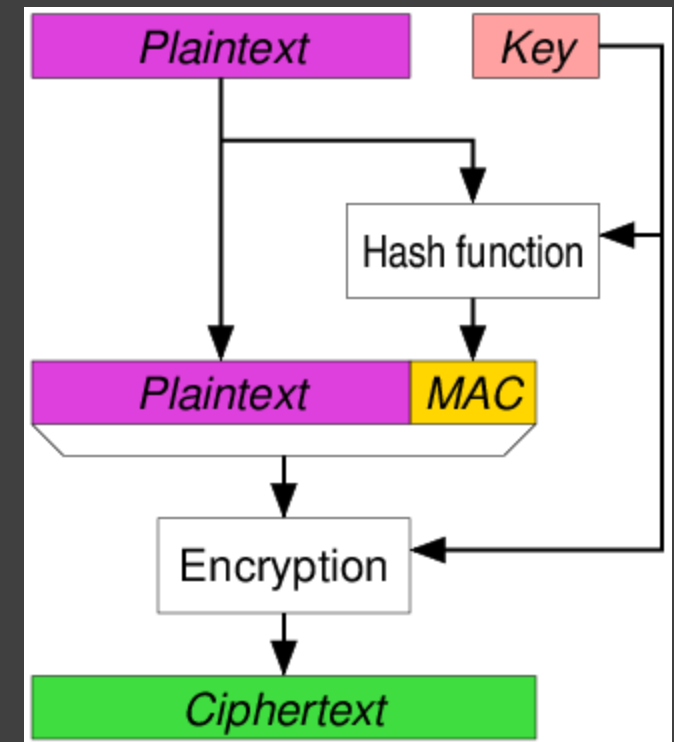 Plaintext
Key
Hash function
Plaintext
MAC
Encryption
Ciphertext